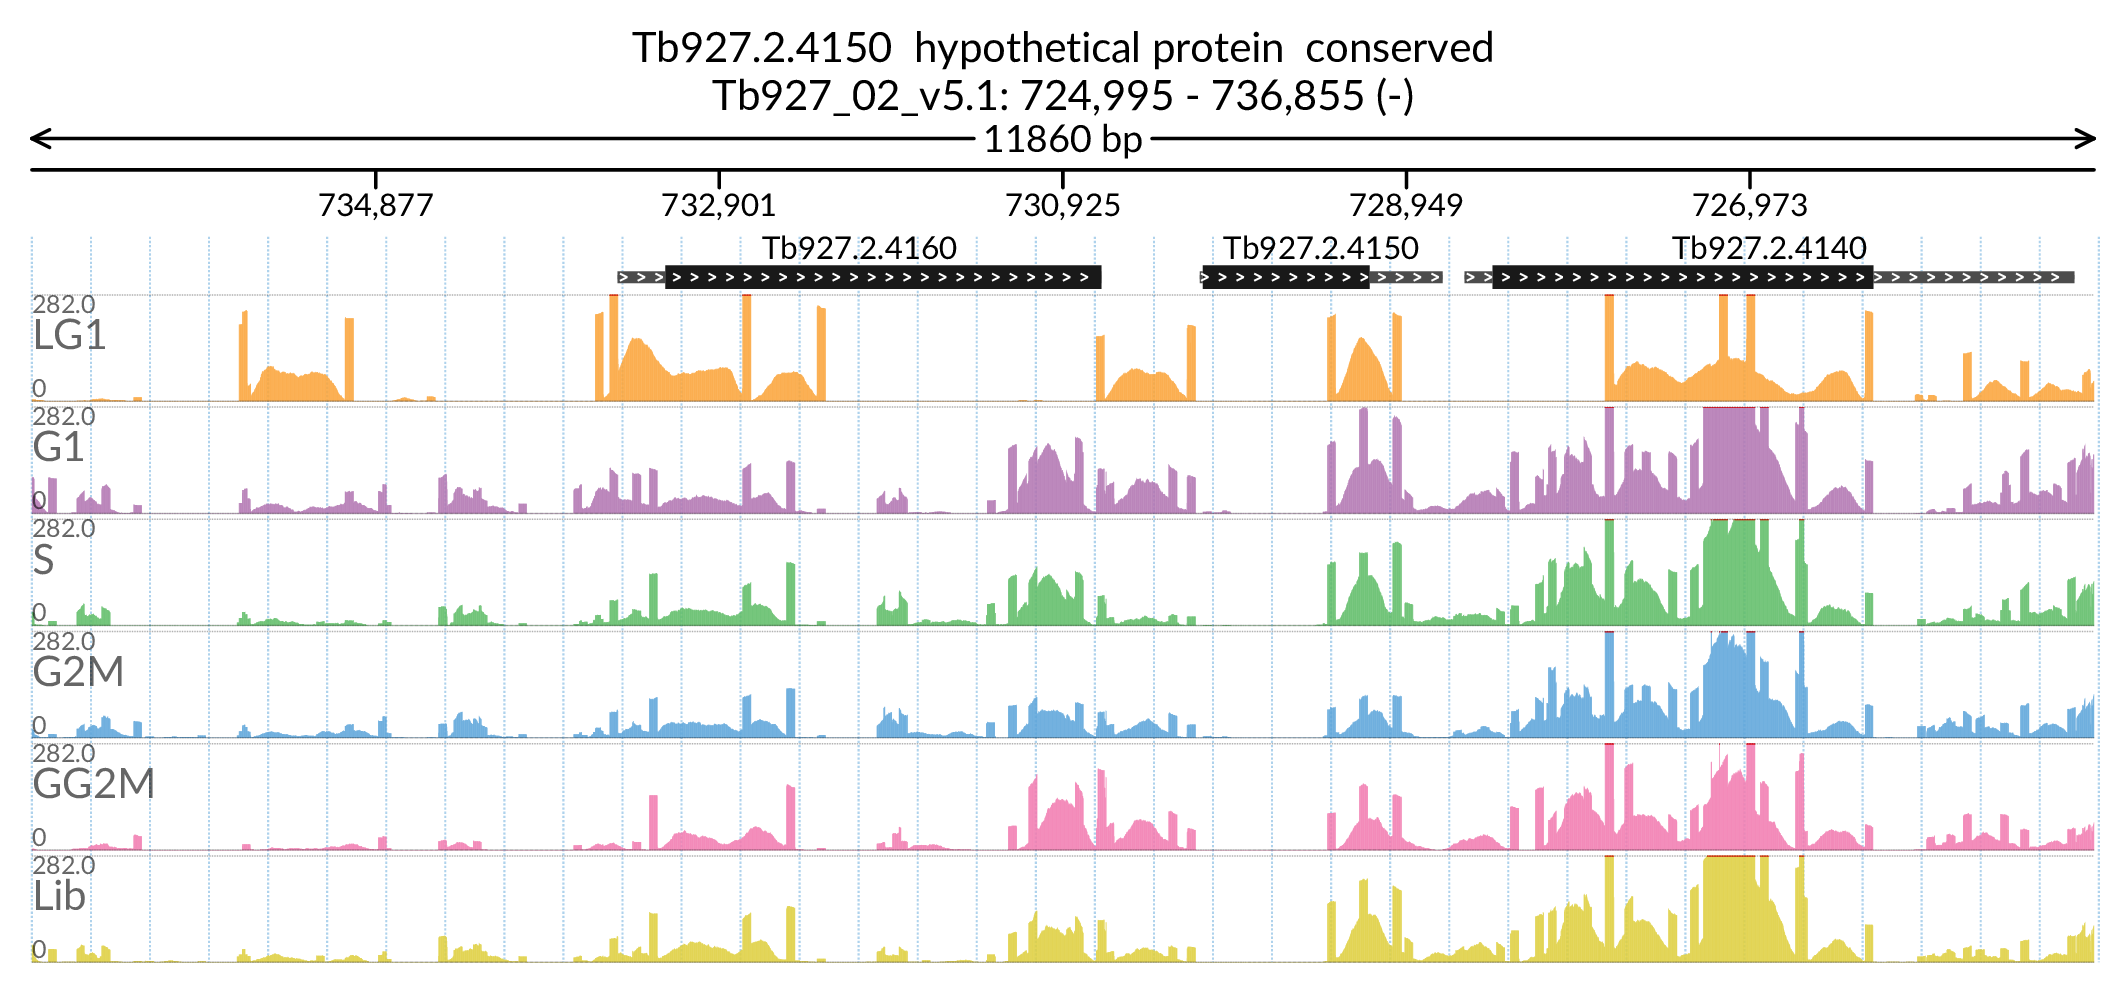 Tb927.2.4150  hypothetical protein  conserved
Tb927_02_v5.1: 724,995 - 736,855 (-)
11860 bp
734,877 732,901 730,925 728,949 726,973
Tb927.2.4160 Tb927.2.4150 Tb927.2.4140
282.0
LG1
0
282.0
G1
0
282.0
S
0
282.0
G2M
0
282.0
GG2M
0
282.0
Lib
0